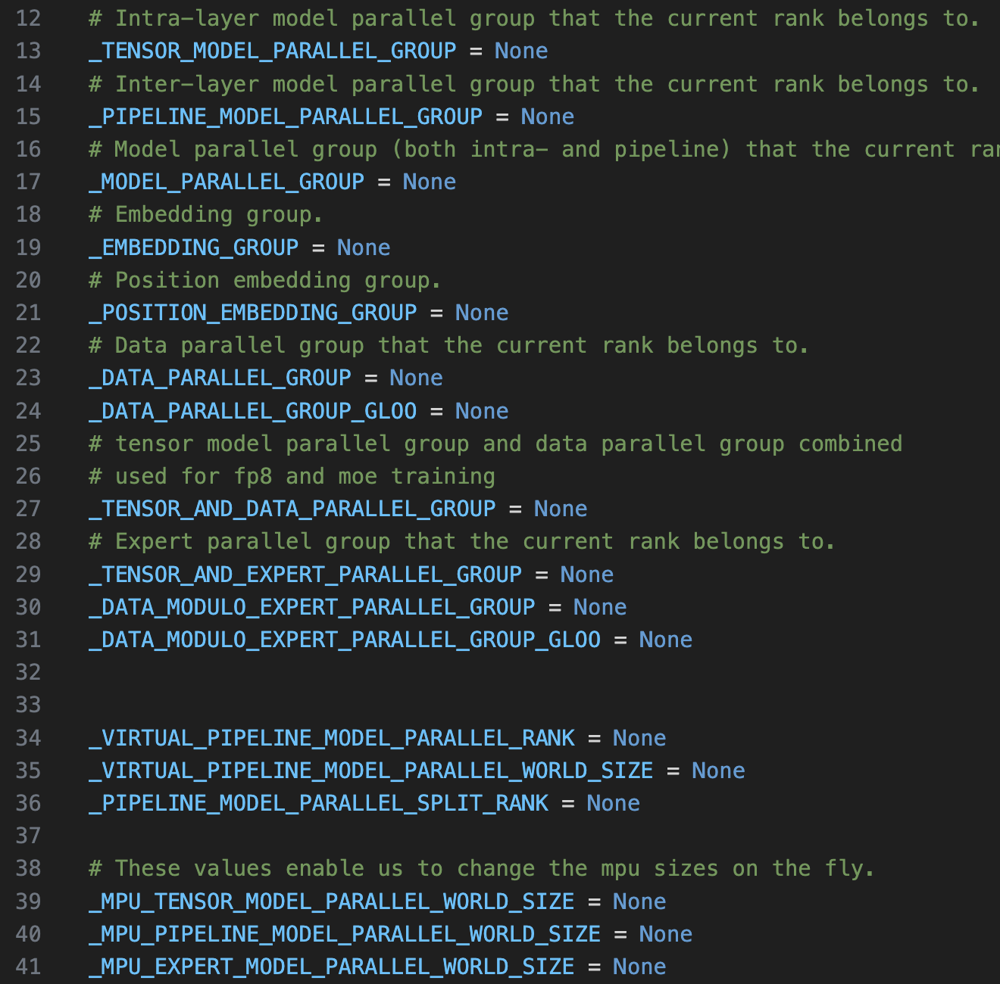 12 # Intra-layer model parallel group that the current rank belongs to.
13 _TENSOR_MODEL_PARALLEL_GROUP = None
14 # Inter-layer model parallel group that the current rank belongs to.
15 _PIPELINE_MODEL_PARALLEL_GROUP = None
16 # Model parallel group (both intra- and pipeline) that the current
17 _MODEL_PARALLEL_GROUP = None
18 # Embedding group.
19 _EMBEDDING_GROUP = None
20 # Position embedding group.
21 _POSITION_EMBEDDING_GROUP = None
22 # Data parallel group that the current rank belongs to.
23 _DATA_PARALLEL_GROUP = None
24 _DATA_PARALLEL_GROUP_GLOO = None
25 # tensor model parallel group and data parallel group combined
26 # used for fp8 and moe training
27 _TENSOR_AND_DATA_PARALLEL_GROUP = None
28 # Expert parallel group that the current rank belongs to.
29 _TENSOR_AND_EXPERT_PARALLEL_GROUP = None
30 _DATA_MODULO_EXPERT_PARALLEL_GROUP = None
31 _DATA_MODULO_EXPERT_PARALLEL_GROUP_GLOO = None
32
33
34 _VIRTUAL_PIPELINE_MODEL_PARALLEL_RANK = None
35 _VIRTUAL_PIPELINE_MODEL_PARALLEL_WORLD_SIZE = None
36 _PIPELINE_MODEL_PARALLEL_SPLIT_RANK = None
37
38 # These values enable us to change the mpu sizes on the fly.
39 _MPU_TENSOR_MODEL_PARALLEL_WORLD_SIZE = None
40 _MPU_PIPELINE_MODEL_PARALLEL_WORLD_SIZE = None
41 _MPU_EXPERT_MODEL_PARALLEL_WORLD_SIZE = None